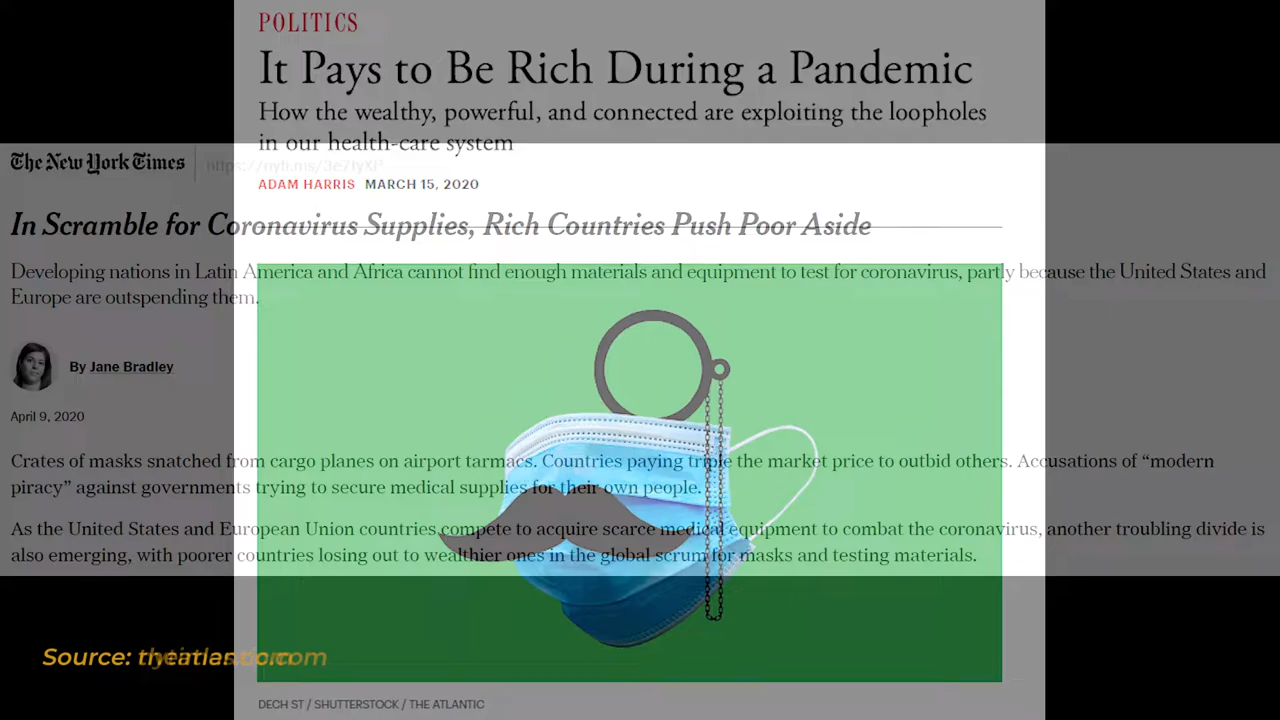 POLITICS
It Pays to Be Rich During a Pandemic
How the wealthy, powerful, and connected are exploiting the loopholes
in our health-care system
ADAM HARRIS MARCH 15, 2020
The New York Times
In Scramble for Coronavirus Supplies, Rich Countries Push Poor Aside
Developing nations in Latin America and Africa cannot find enough materials and equipment to test for coronavirus, partly because the United States and
Europe are outspending them.
By Jane Bradley
April 9, 2020
Crates of masks snatched from cargo planes on airport tarmacs. Countries paying triple the market price to outbid others. Accusations of “modern
piracy” against governments trying to secure medical supplies for their own people.
As the United States and European Union countries compete to acquire scarce medical equipment to combat the coronavirus, another troubling divide is
also emerging, with poorer countries losing out to wealthier ones in the global scrum for masks and testing materials.
Source: theatlantic.com
DECH ST / SHUTTERSTOCK / THE ATLANTIC